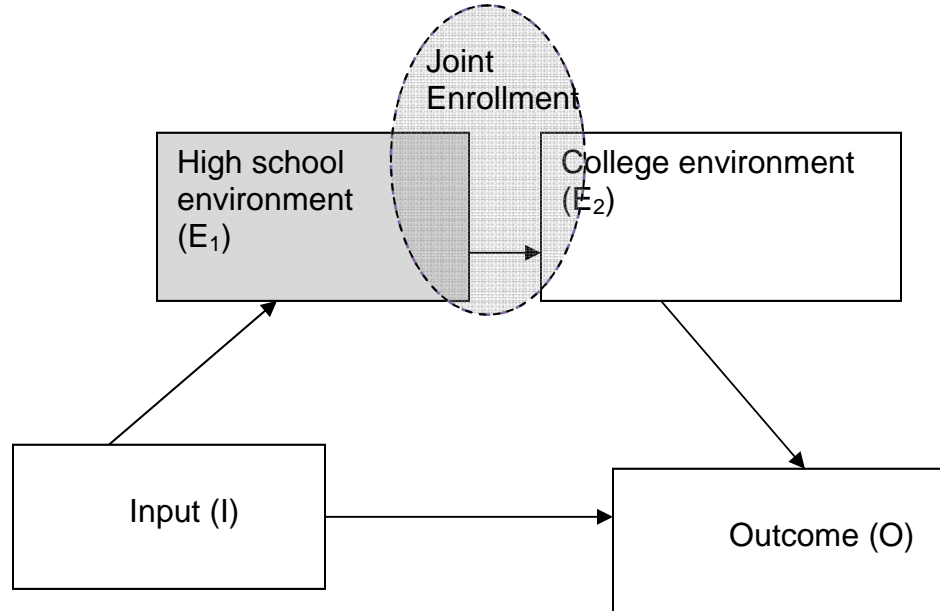 Joint
Enrollment
High school
environment
(E₁)
College environment
(E₂)
Input (I)
Outcome (O)